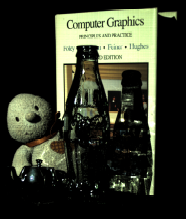 Computer Graphics
PRINCIPLES AND PRACTICE
Foley • • Feiner • Hughes
EDITION